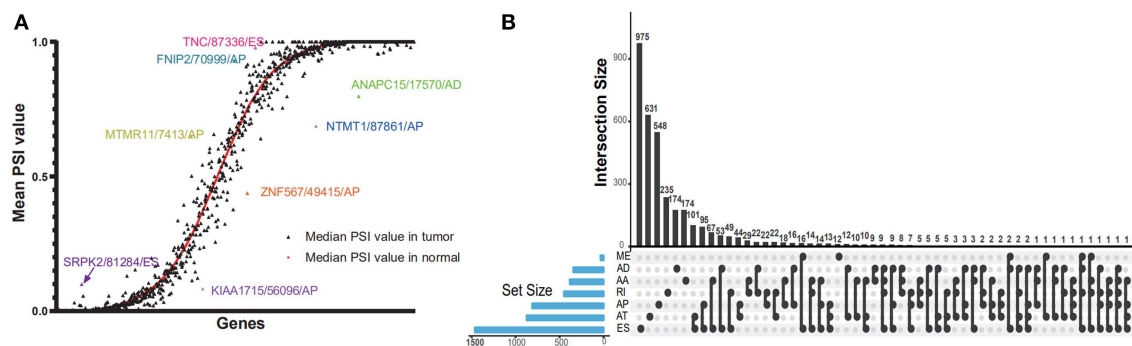 A
Mean PSI value
1.0
0.5
0.0
TNC/87336/ES
FNIP2/70999/AP
ANAPC15/17570/AD
NTMT1/87861/AP
MTMR11/7413/AP
ZNF567/49415/AP
Median PSI value in tumor
Median PSI value in normal
SRPK2/81284/ES
KIAA1715/56096/AP
Genes
B
Intersection Size
900
600
300
0
975
631
548
235
174
174
101
95
67
53
49
44
29
22
22
22
18
16
16
14
14
13
12
12
10
10
9
9
9
8
7
5
5
5
3
3
3
2
2
2
2
1
1
1
1
1
1
1
1
1
1
ME
AD
AA
RI
AP
AT
ES
Set Size
1500
1000
500
0